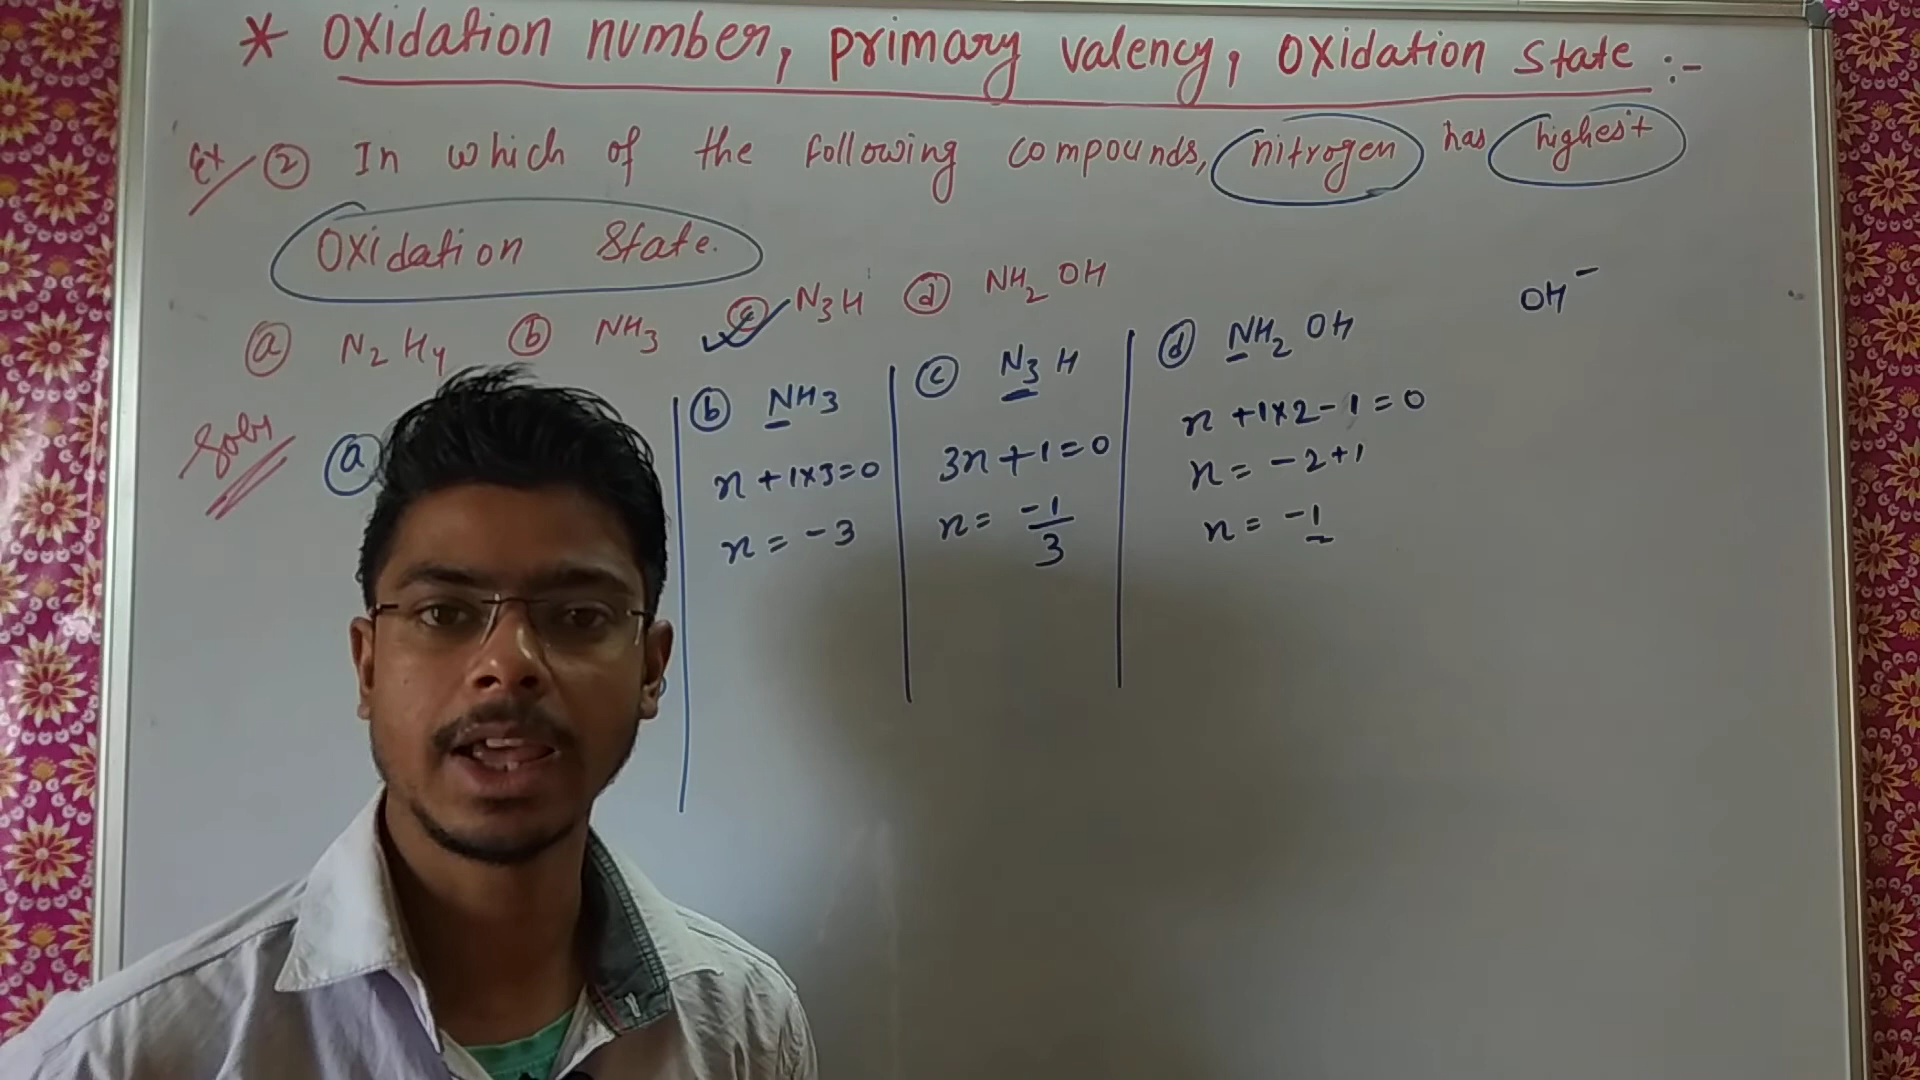 * Oxidation number, primary valency, Oxidation State :-
Ex ② In which of the following compounds, nitrogen has highest
Oxidation State.
ⓐ N₂H₄ ⓑ NH₃ ⓒ N₃H ⓓ NH₂OH
OH⁻
Soln
ⓐ
ⓑ NH₃
x + 1×3=0
x = -3
ⓒ N₃H
3x+1=0
x = -1/3
ⓓ NH₂OH
x +1×2-1=0
x = -2+1
x = -1